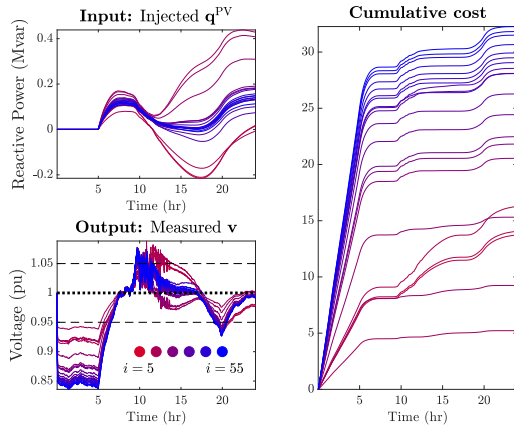 Input: Injected q^PV
Reactive Power (Mvar)
0.4
0.2
0
-0.2
5 10 15 20
Time (hr)
Output: Measured v
Voltage (pu)
1.05
1
0.95
0.9
0.85
i = 5 i = 55
5 10 15 20
Time (hr)
Cumulative cost
30
25
20
15
10
5
0
5 10 15 20
Time (hr)